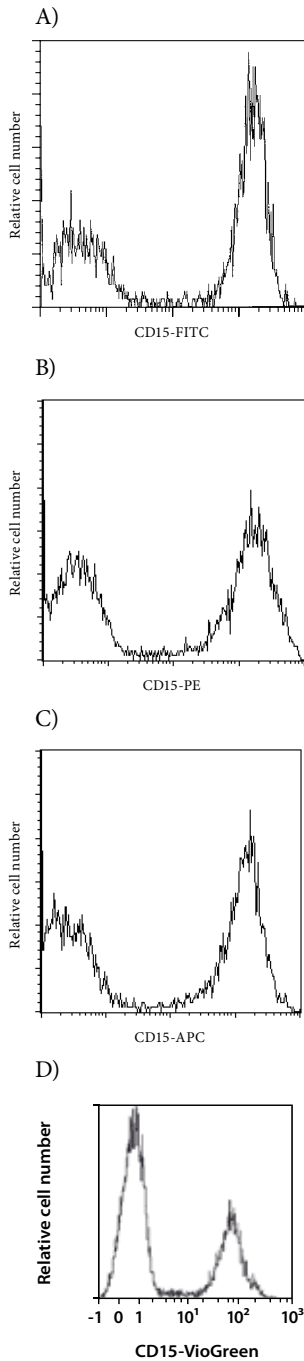 A)
Relative cell number
CD15-FITC
B)
Relative cell number
CD15-PE
C)
Relative cell number
CD15-APC
D)
Relative cell number
-1 0 1 10¹ 10² 10³
CD15-VioGreen